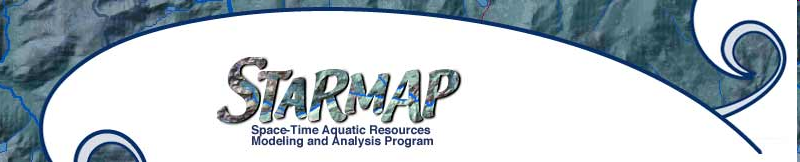 STARMAP
Space-Time Aquatic Resources
Modeling and Analysis Program